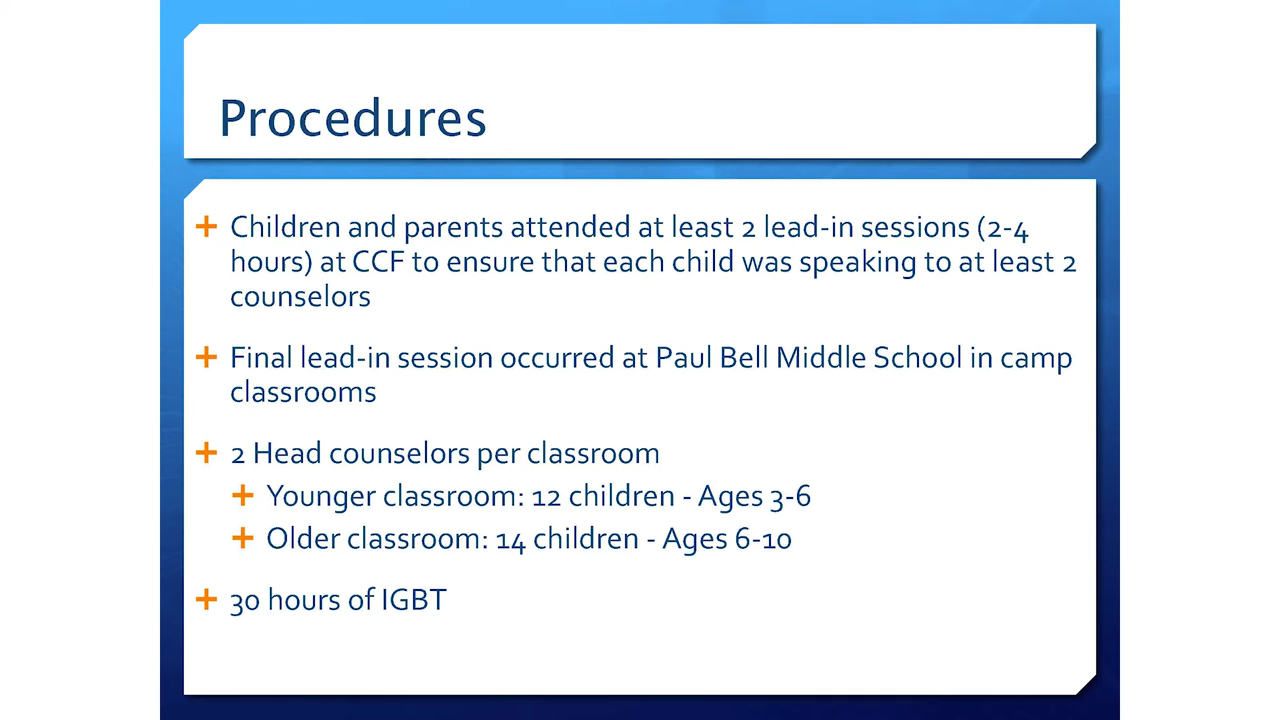 Procedures
Children and parents attended at least 2 lead-in sessions (2-4
hours) at CCF to ensure that each child was speaking to at least 2
counselors
Final lead-in session occurred at Paul Bell Middle School in camp
classrooms
2 Head counselors per classroom
Younger classroom: 12 children - Ages 3-6
Older classroom: 14 children - Ages 6-10
30 hours of IGBT